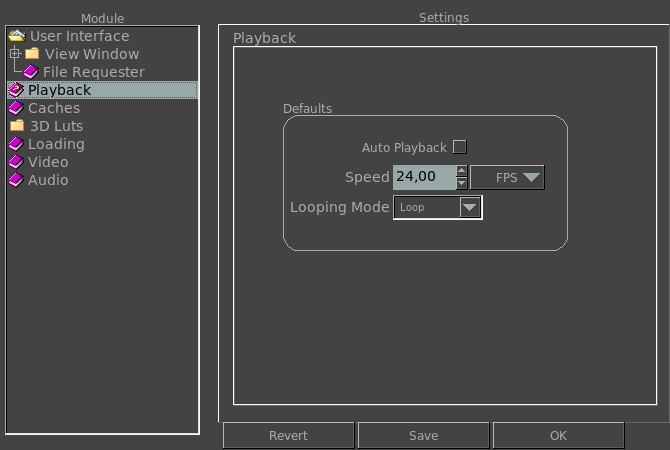 Module
User Interface
View Window
File Requester
Playback
Caches
3D Luts
Loading
Video
Audio
Settings
Playback
Defaults
Auto Playback
Speed 24,00 FPS
Looping Mode Loop
Revert Save OK